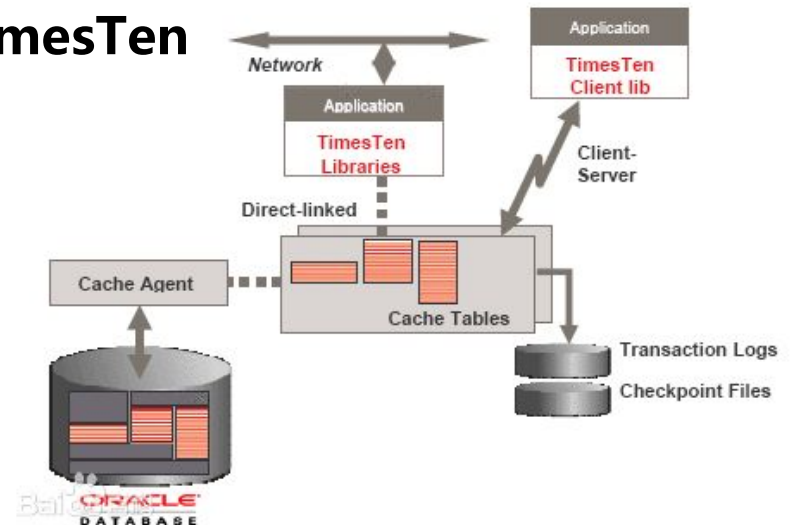 mesTen
Network
Application
TimesTen
Libraries
Application
TimesTen
Client lib
Client-
Server
Direct-linked
Cache Agent
Cache Tables
Transaction Logs
Checkpoint Files
ORACLE
DATABASE